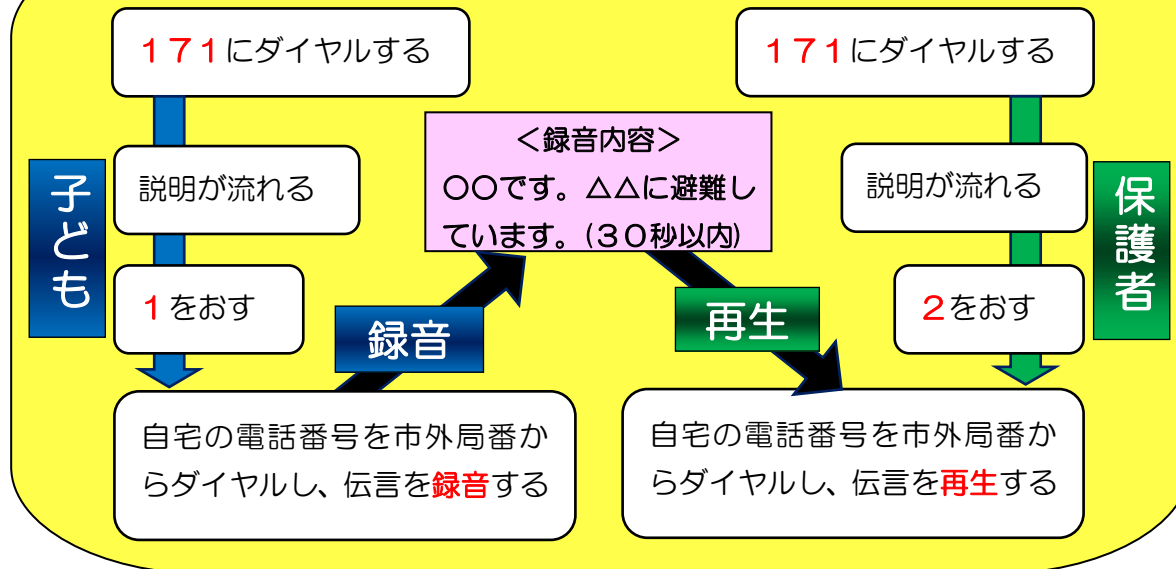 子ども
171にダイヤルする
説明が流れる
1をおす
自宅の電話番号を市外局番か
らダイヤルし、伝言を録音する
録音
<録音内容>
〇〇です。△△に避難し
ています。(30秒以内)
再生
保護者
171にダイヤルする
説明が流れる
2をおす
自宅の電話番号を市外局番か
らダイヤルし、伝言を再生する